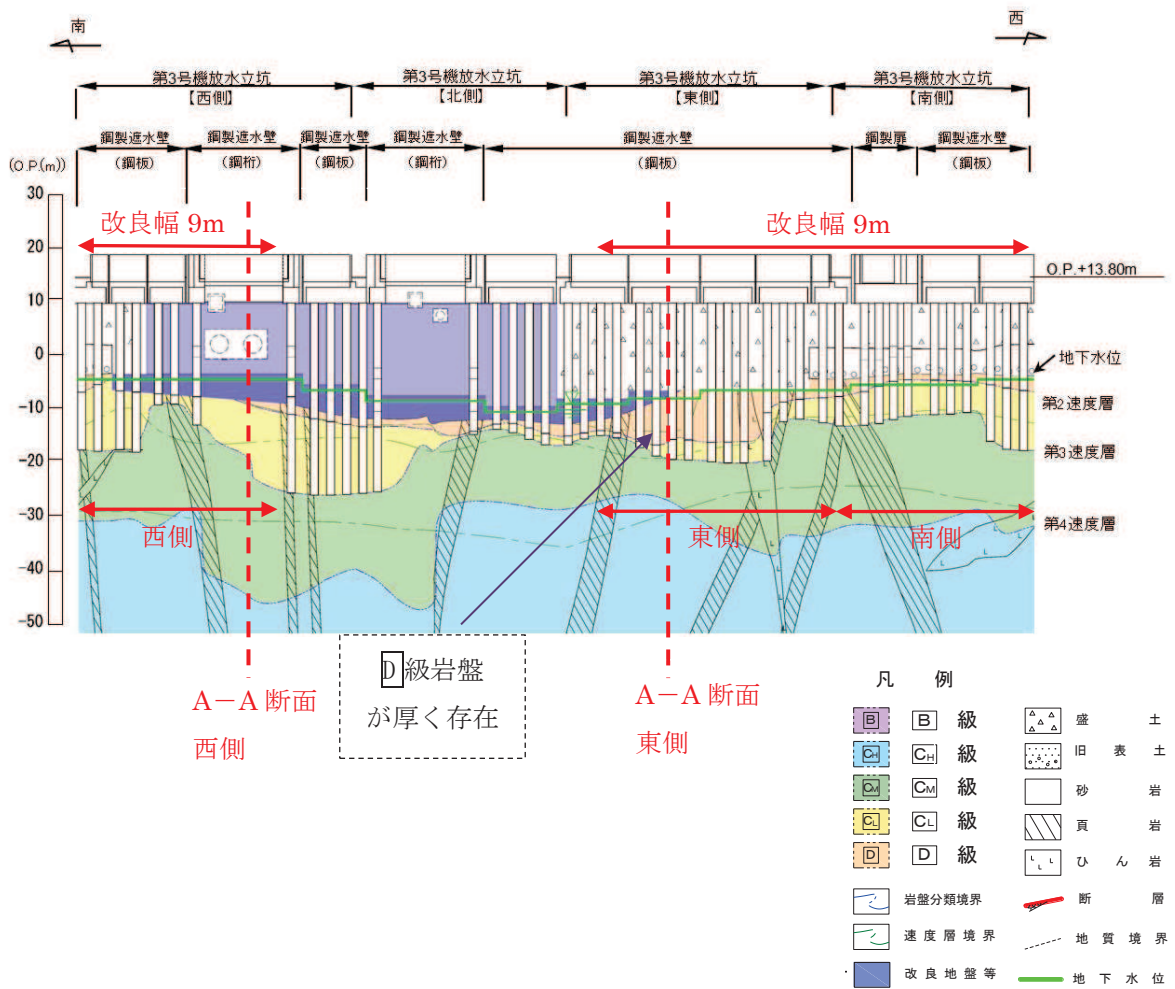 南
西
第3号機放水立坑 第3号機放水立坑 第3号機放水立坑 第3号機放水立坑
【西側】 【北側】 【東側】 【南側】
鋼製遮水壁 鋼製遮水壁 鋼製遮水壁 鋼製遮水壁 鋼製遮水壁 鋼製扉 鋼製遮水壁
(鋼板) (鋼桁) (鋼板) (鋼桁) (鋼板) (鋼板)
(O.P.(m))
30
改良幅 9m 改良幅 9m
20
O.P.+13.80m
10
0
地下水位
-10
第2速度層
-20
第3速度層
-30
第4速度層
西側 東側 南側
-40
-50
D級岩盤
が厚く存在
A－A 断面
西側
A－A 断面
東側
凡 例
B B 級 盛 土
CH CH 級 旧 表 土
CM CM 級 砂 岩
CL CL 級 頁 岩
D D 級 ひ ん 岩
岩盤分類境界 断 層
速 度 層 境 界 地 質 境 界
改 良 地 盤 等 地 下 水 位